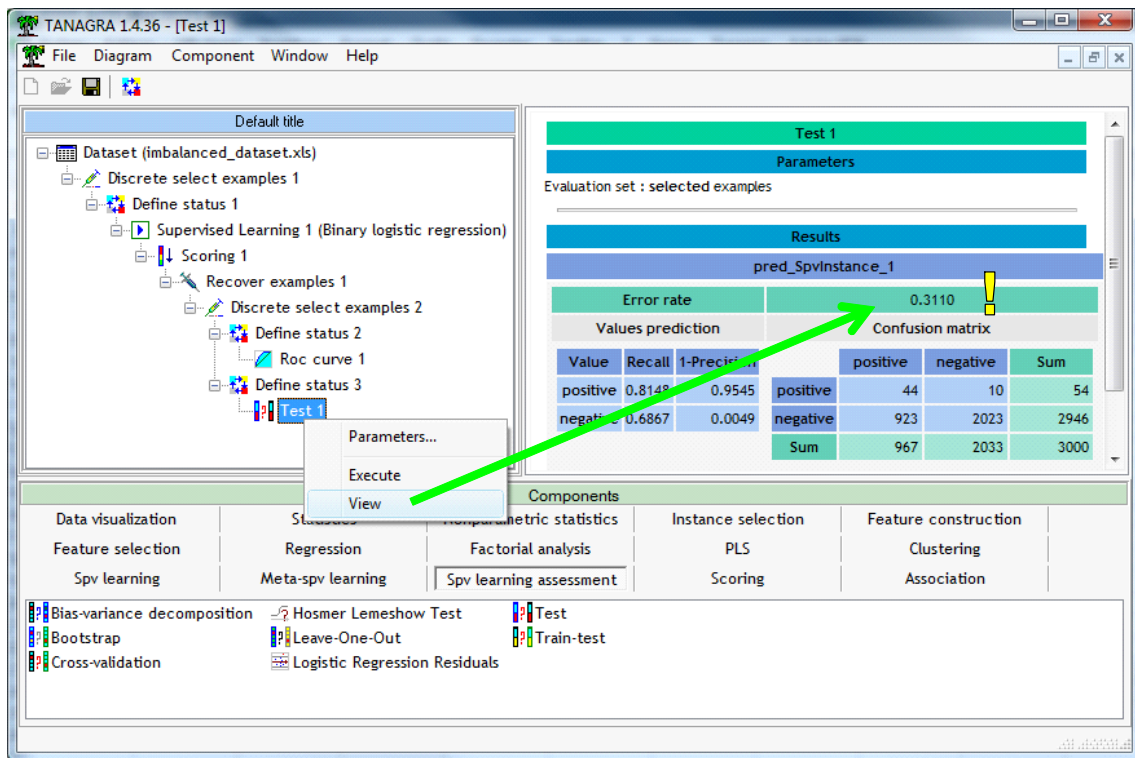 TANAGRA 1.4.36 - [Test 1]
File Diagram Component Window Help
Default title
Dataset (imbalanced_dataset.xls)
Discrete select examples 1
Define status 1
Supervised Learning 1 (Binary logistic regression)
Scoring 1
Recover examples 1
Discrete select examples 2
Define status 2
Roc curve 1
Define status 3
Test 1
Parameters...
Execute
View
Test 1
Parameters
Evaluation set : selected examples
Results
pred_SpvInstance_1
Error rate 0.3110
!
Values prediction Confusion matrix
Value Recall 1-Precision positive negative Sum
positive 0.8148 0.9545 positive 44 10 54
negative 0.6867 0.0049 negative 923 2023 2946
Sum 967 2033 3000
Components
Data visualization Statistics Nonparametric statistics Instance selection Feature construction
Feature selection Regression Factorial analysis PLS Clustering
Spv learning Meta-spv learning Spv learning assessment Scoring Association
Bias-variance decomposition Hosmer Lemeshow Test Test
Bootstrap Leave-One-Out Train-test
Cross-validation Logistic Regression Residuals